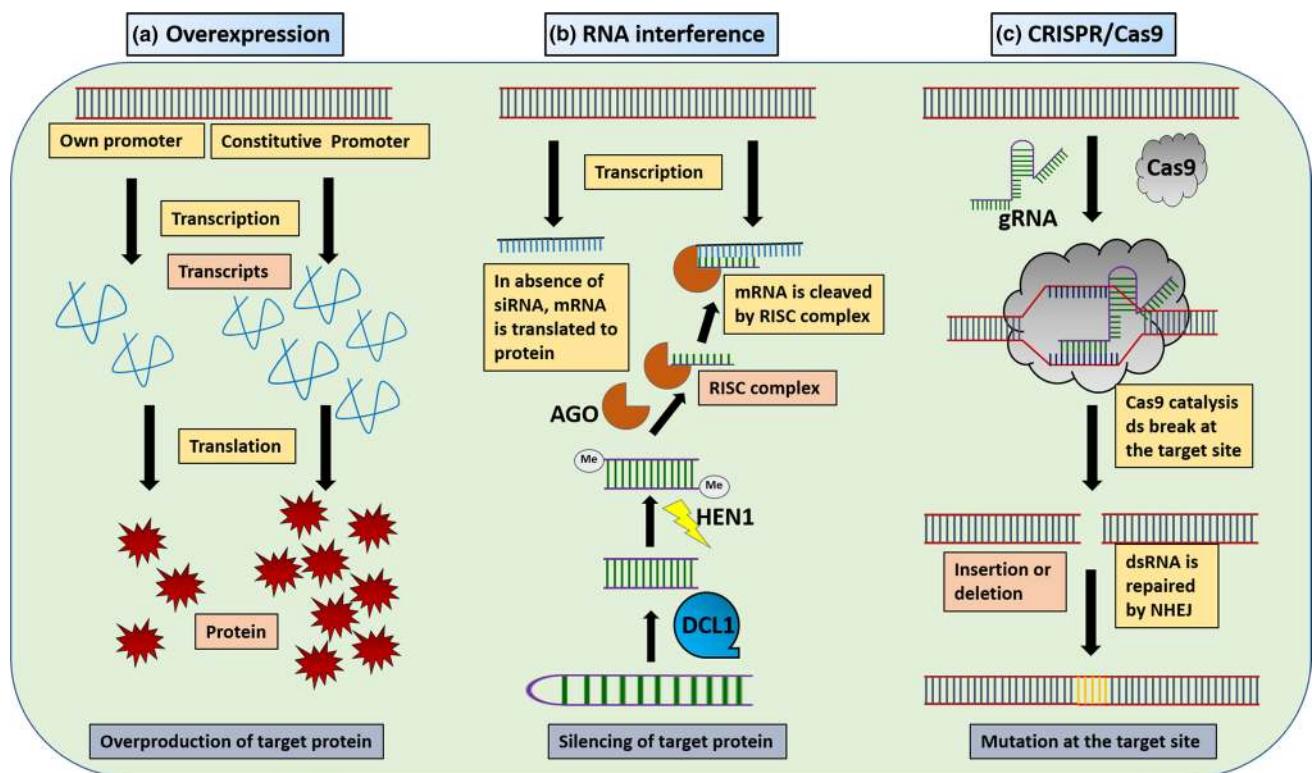 (a) Overexpression
(b) RNA interference
(c) CRISPR/Cas9
Own promoter
Constitutive Promoter
Transcription
Transcripts
Translation
Protein
Overproduction of target protein
Transcription
In absence of
siRNA, mRNA
is translated to
protein
mRNA is cleaved
by RISC complex
RISC complex
AGO
Me
Me
HEN1
DCL1
Silencing of target protein
gRNA
Cas9
Cas9 catalysis
ds break at
the target site
Insertion or
deletion
dsRNA is
repaired
by NHEJ
Mutation at the target site